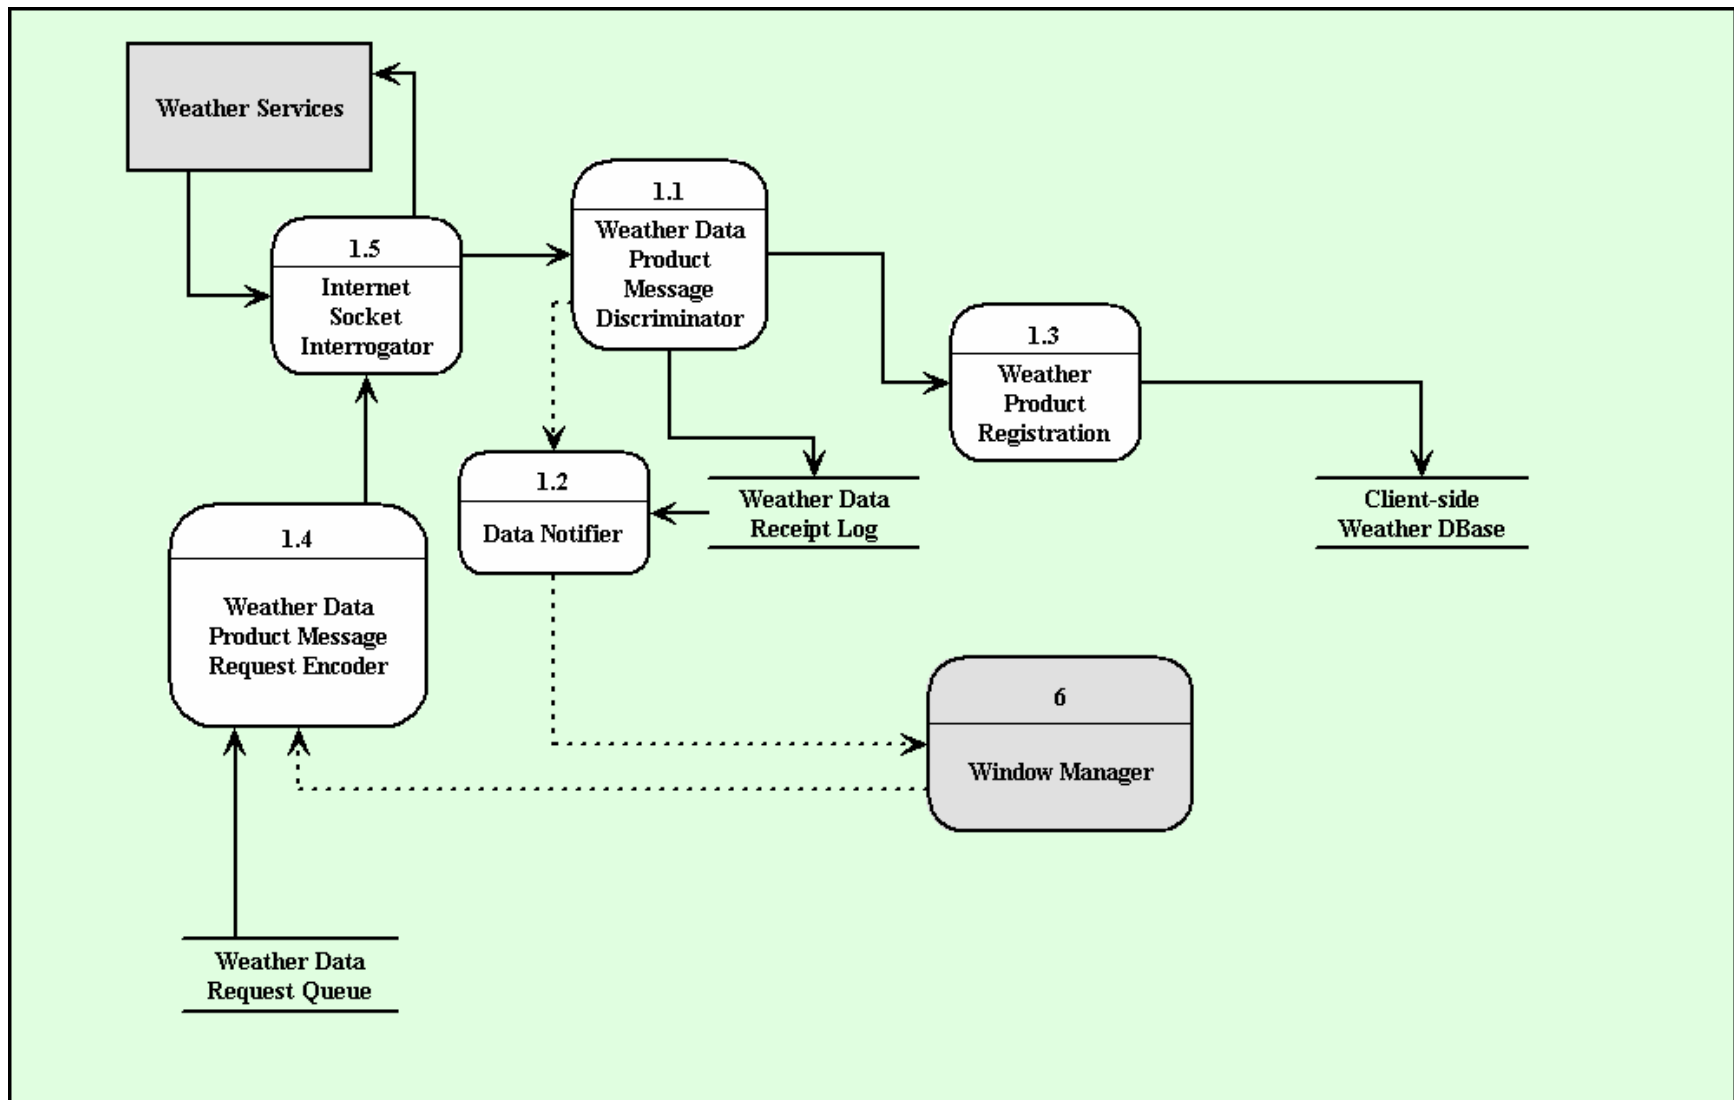 Weather Services
1.5
Internet
Socket
Interrogator
1.1
Weather Data
Product
Message
Discriminator
1.3
Weather
Product
Registration
1.2
Data Notifier
Weather Data
Receipt Log
Client-side
Weather DBase
1.4
Weather Data
Product Message
Request Encoder
6
Window Manager
Weather Data
Request Queue